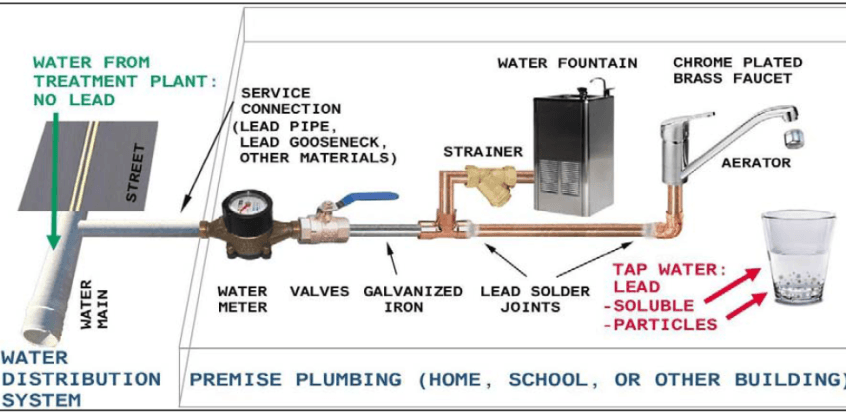 WATER FROM
TREATMENT PLANT:
NO LEAD
SERVICE
CONNECTION
(LEAD PIPE,
LEAD GOOSENECK,
OTHER MATERIALS)
STREET
WATER FOUNTAIN
CHROME PLATED
BRASS FAUCET
STRAINER
AERATOR
WATER
MAIN
WATER
METER
VALVES
GALVANIZED
IRON
LEAD SOLDER
JOINTS
TAP WATER:
LEAD
-SOLUBLE
-PARTICLES
WATER
DISTRIBUTION
SYSTEM
PREMISE PLUMBING (HOME, SCHOOL, OR OTHER BUILDING)